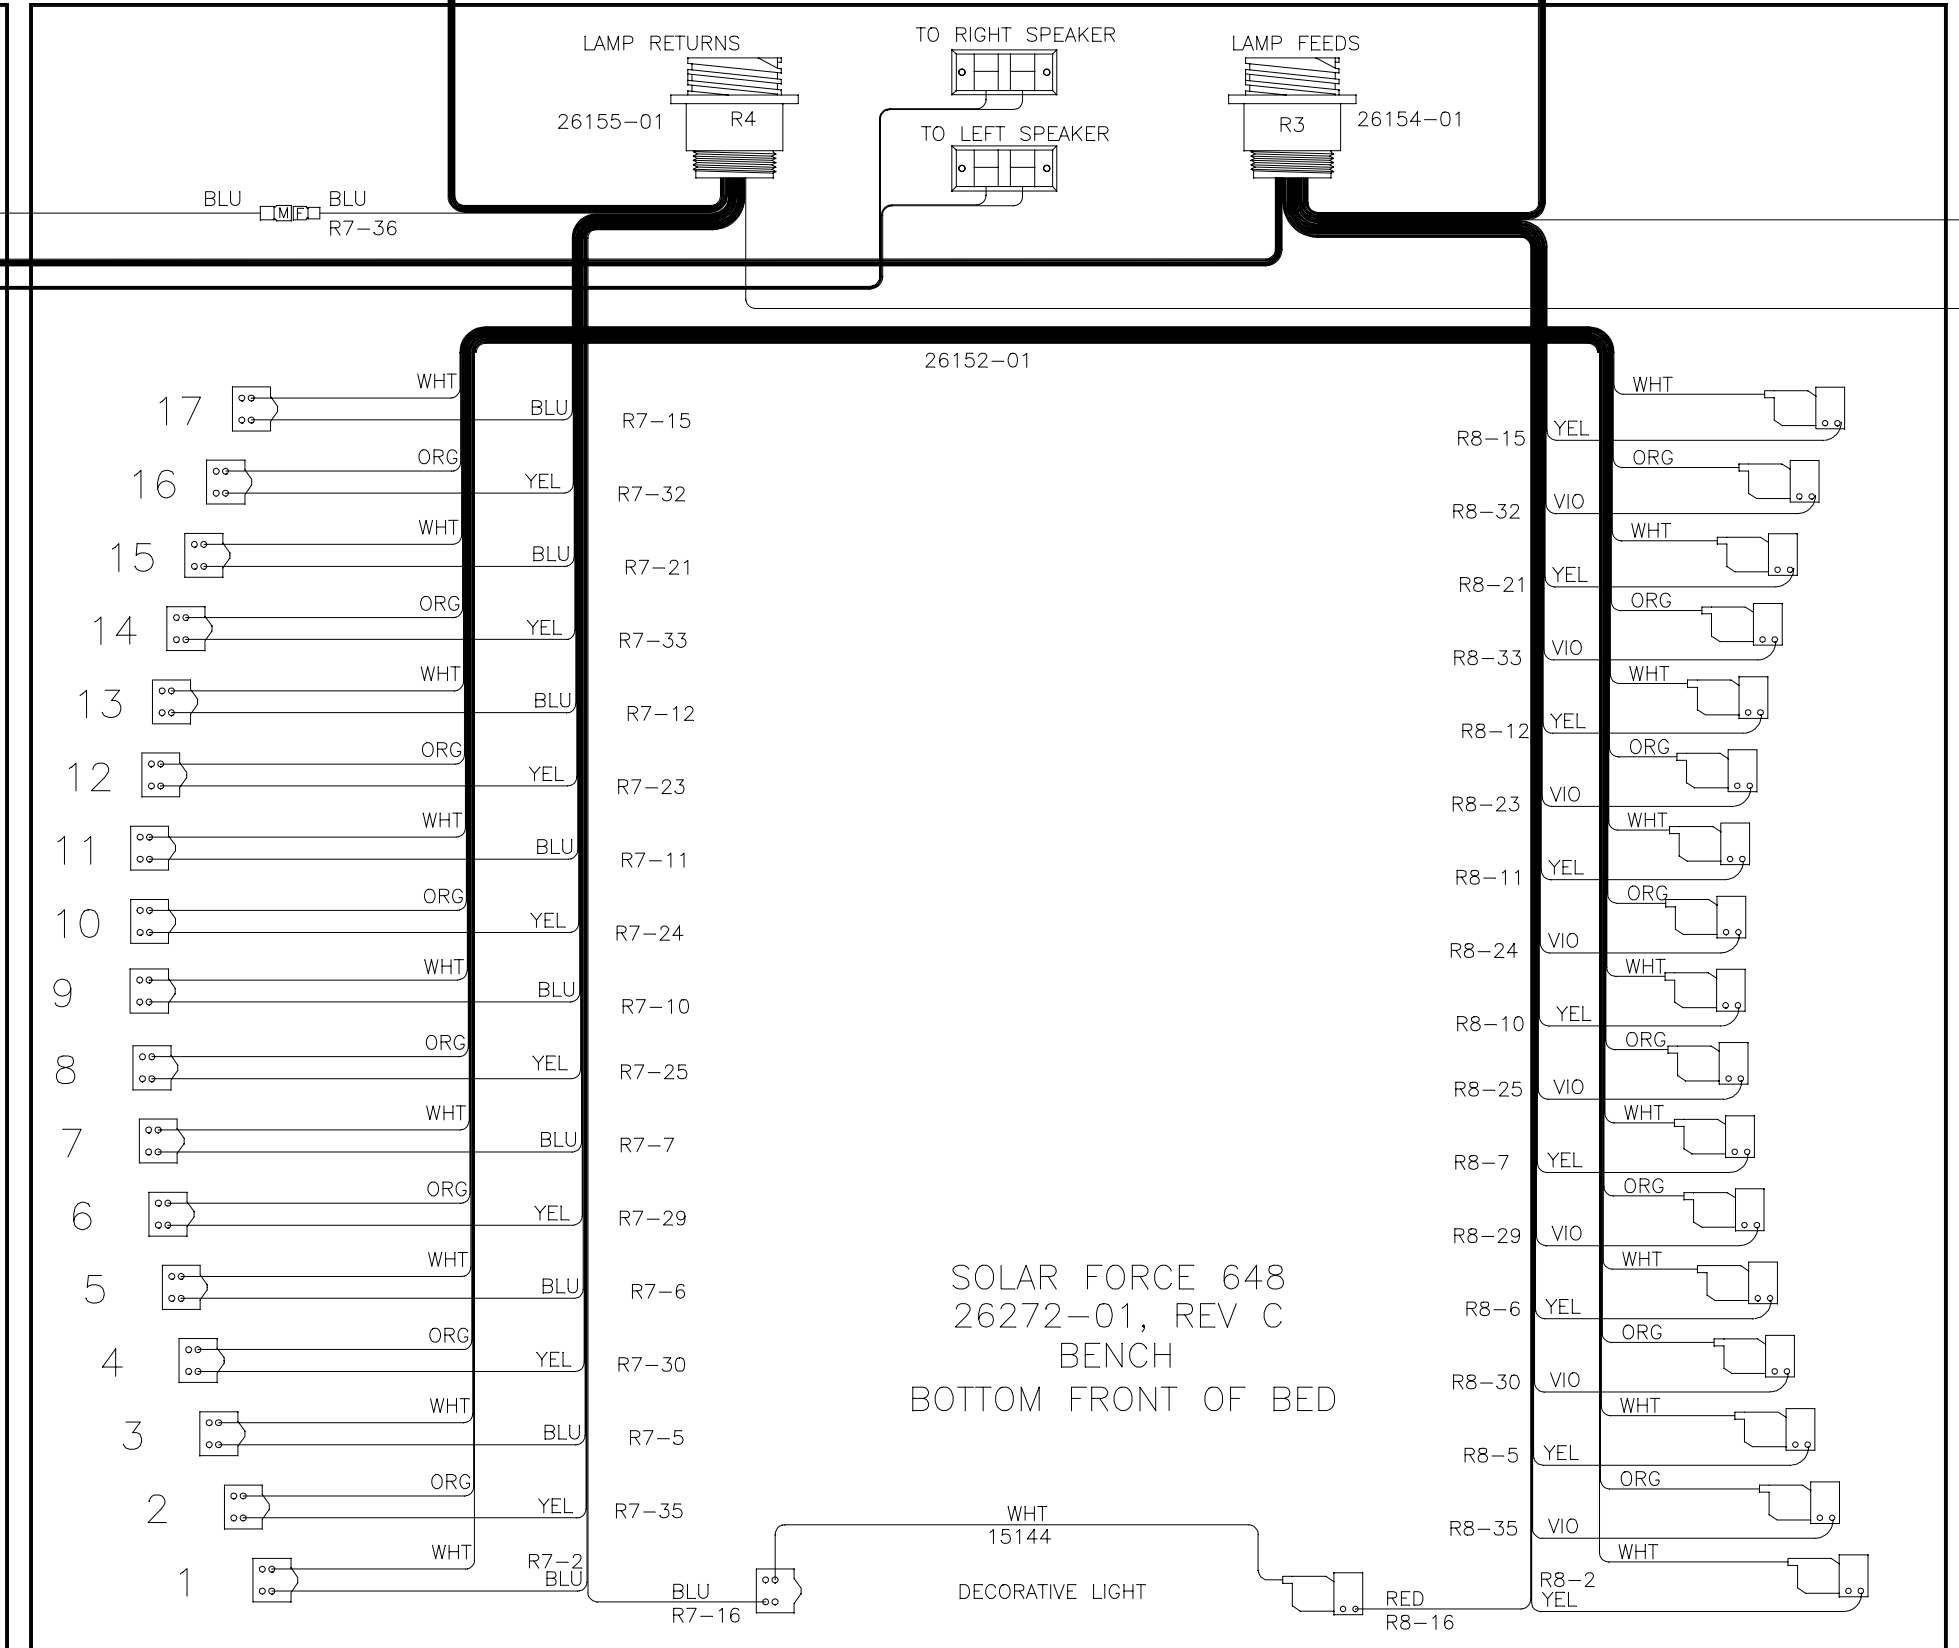 LAMP RETURNS
TO RIGHT SPEAKER
LAMP FEEDS
26155-01
R4
R3
26154-01
TO LEFT SPEAKER
BLU
M F
BLU
R7-36
26152-01
17 WHT BLU R7-15
R8-15 YEL WHT
16 ORG YEL R7-32
R8-32 VIO ORG
15 WHT BLU R7-21
R8-21 YEL WHT
14 ORG YEL R7-33
R8-33 VIO ORG
13 WHT BLU R7-12
R8-12 YEL WHT
12 ORG YEL R7-23
R8-23 VIO ORG
11 WHT BLU R7-11
R8-11 YEL WHT
10 ORG YEL R7-24
R8-24 VIO ORG
9 WHT BLU R7-10
R8-10 YEL WHT
8 ORG YEL R7-25
R8-25 VIO ORG
7 WHT BLU R7-7
R8-7 YEL WHT
6 ORG YEL R7-29
R8-29 VIO ORG
5 WHT BLU R7-6
R8-6 YEL WHT
4 ORG YEL R7-30
R8-30 VIO ORG
3 WHT BLU R7-5
R8-5 YEL WHT
2 ORG YEL R7-35
R8-35 VIO ORG
1 WHT R7-2 BLU
R8-2 YEL WHT
SOLAR FORCE 648
26272-01, REV C
BENCH
BOTTOM FRONT OF BED
WHT
15144
BLU
R7-16
DECORATIVE LIGHT
RED
R8-16